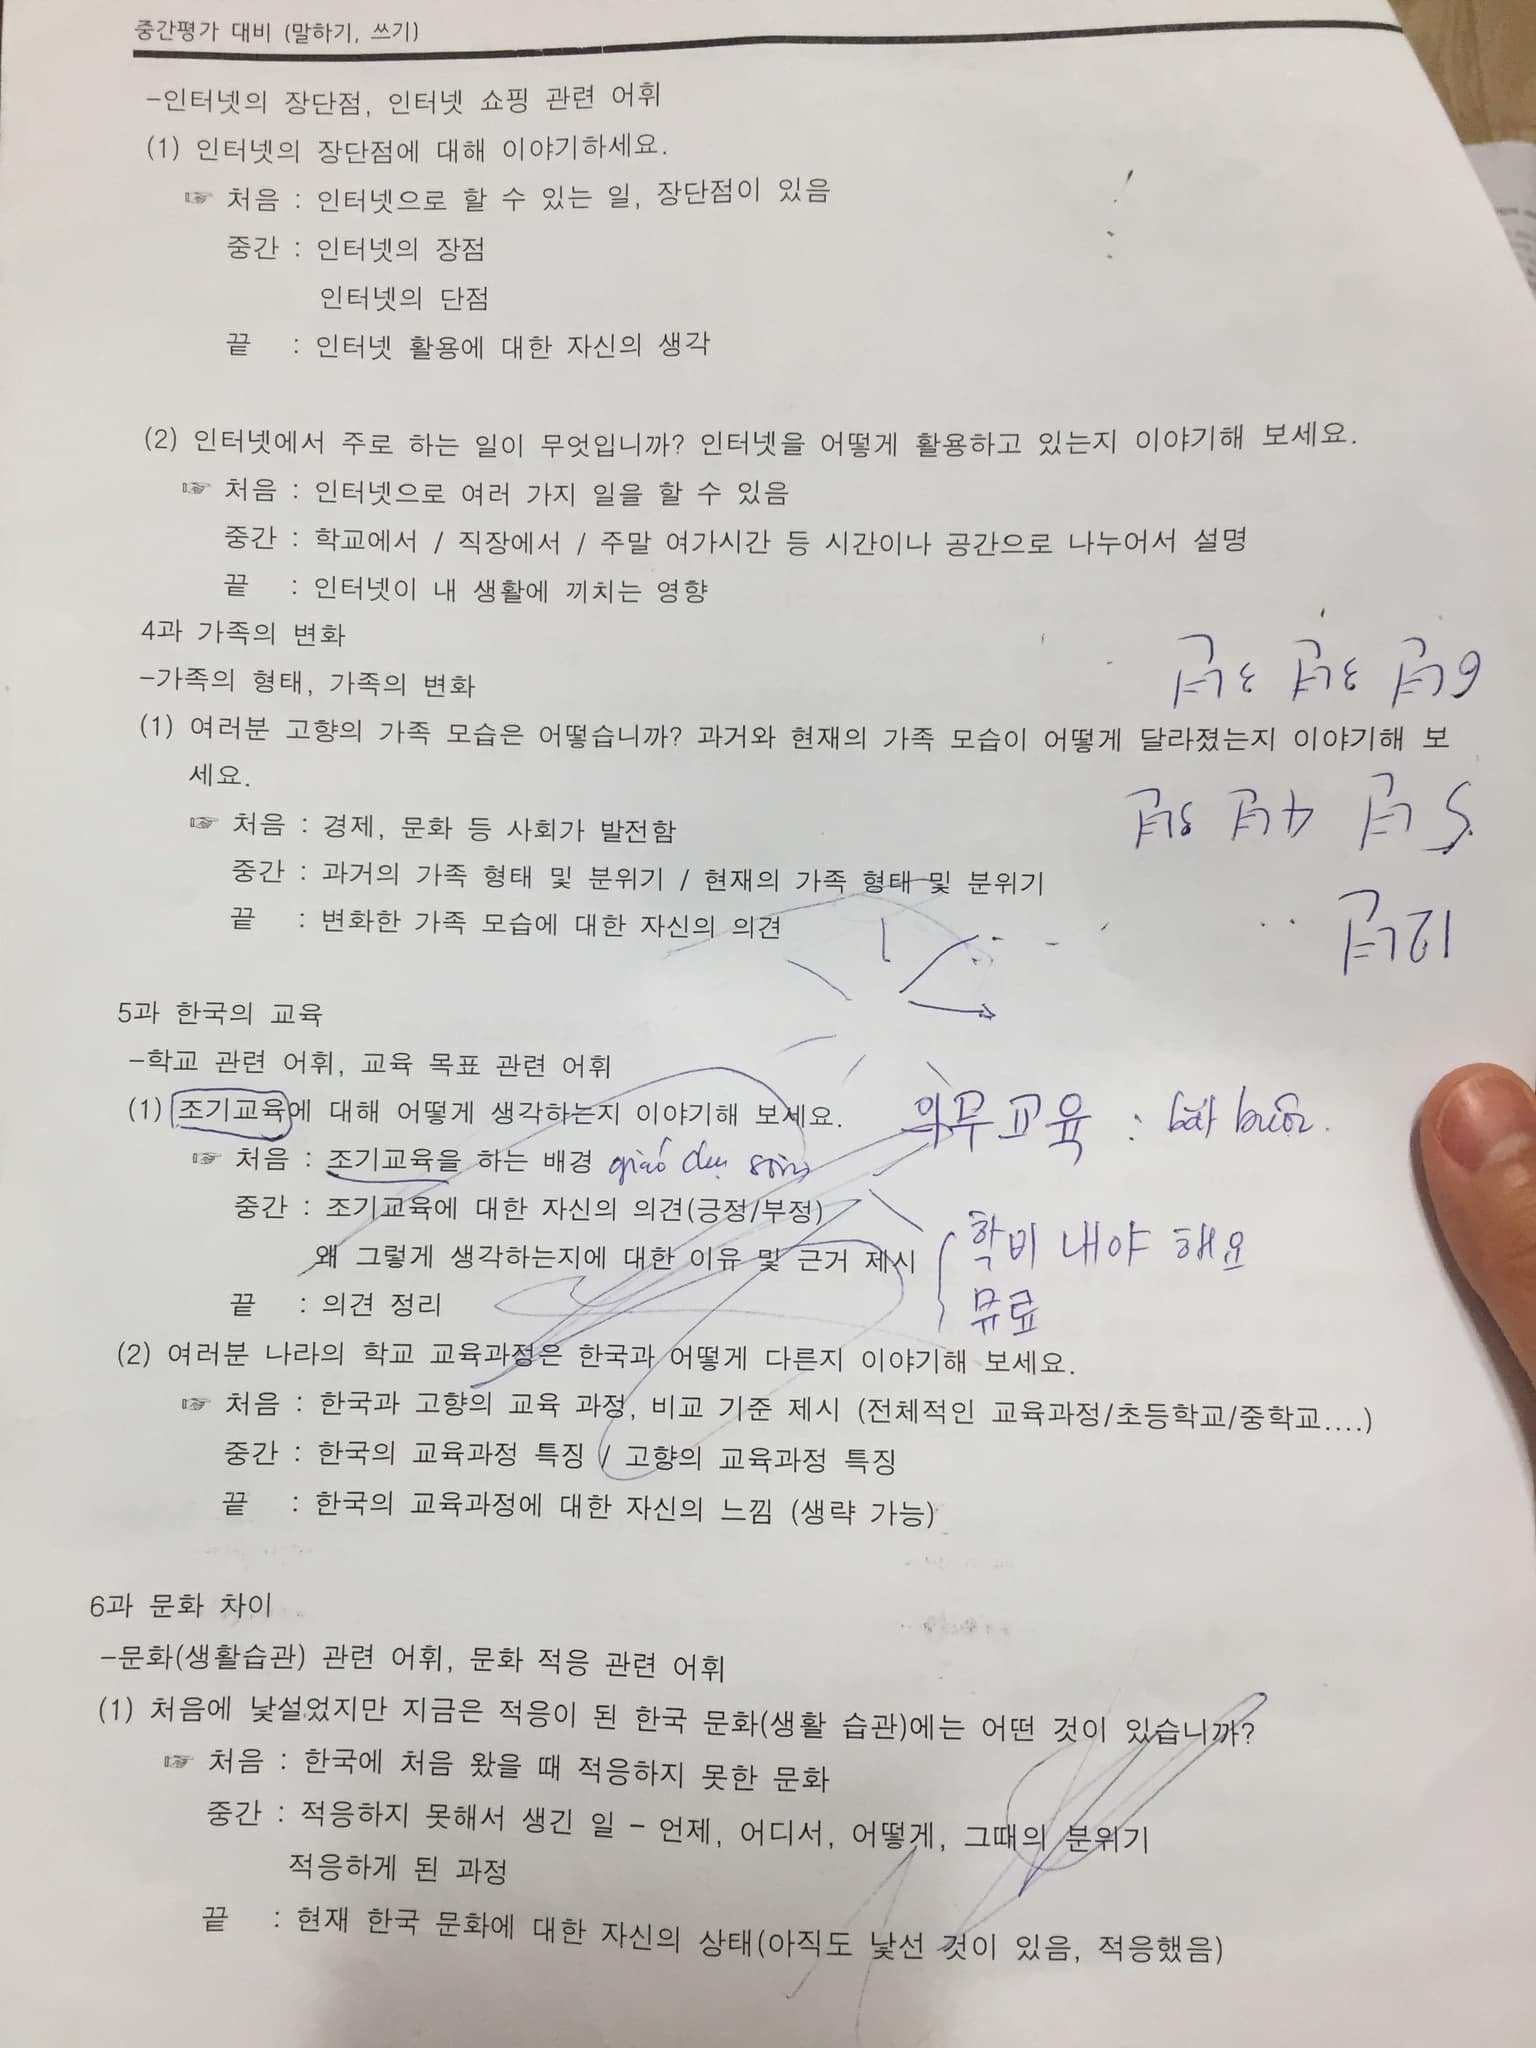 중간평가 대비 (말하기, 쓰기)
-인터넷의 장단점, 인터넷 쇼핑 관련 어휘
(1) 인터넷의 장단점에 대해 이야기하세요.
☞ 처음 : 인터넷으로 할 수 있는 일, 장단점이 있음
중간 : 인터넷의 장점
인터넷의 단점
끝 : 인터넷 활용에 대한 자신의 생각
(2) 인터넷에서 주로 하는 일이 무엇입니까? 인터넷을 어떻게 활용하고 있는지 이야기해 보세요.
☞ 처음 : 인터넷으로 여러 가지 일을 할 수 있음
중간 : 학교에서 / 직장에서 / 주말 여가시간 등 시간이나 공간으로 나누어서 설명
끝 : 인터넷이 내 생활에 끼치는 영향
4과 가족의 변화
-가족의 형태, 가족의 변화
(1) 여러분 고향의 가족 모습은 어떻습니까? 과거와 현재의 가족 모습이 어떻게 달라졌는지 이야기해 보
세요.
☞ 처음 : 경제, 문화 등 사회가 발전함
중간 : 과거의 가족 형태 및 분위기 / 현재의 가족 형태 및 분위기
끝 : 변화한 가족 모습에 대한 자신의 의견
5과 한국의 교육
-학교 관련 어휘, 교육 목표 관련 어휘
(1) 조기교육에 대해 어떻게 생각하는지 이야기해 보세요.
의무교육 : bắt buộc.
☞ 처음 : 조기교육을 하는 배경 giáo dục sớm
중간 : 조기교육에 대한 자신의 의견(긍정/부정)
왜 그렇게 생각하는지에 대한 이유 및 근거 제시
학비 내야 해요
뮤료
끝 : 의견 정리
(2) 여러분 나라의 학교 교육과정은 한국과 어떻게 다른지 이야기해 보세요.
☞ 처음 : 한국과 고향의 교육 과정, 비교 기준 제시 (전체적인 교육과정/초등학교/중학교....)
중간 : 한국의 교육과정 특징 / 고향의 교육과정 특징
끝 : 한국의 교육과정에 대한 자신의 느낌 (생략 가능)
6과 문화 차이
-문화(생활습관) 관련 어휘, 문화 적응 관련 어휘
(1) 처음에 낯설었지만 지금은 적응이 된 한국 문화(생활 습관)에는 어떤 것이 있습니까?
☞ 처음 : 한국에 처음 왔을 때 적응하지 못한 문화
중간 : 적응하지 못해서 생긴 일 - 언제, 어디서, 어떻게, 그때의 분위기
적응하게 된 과정
끝 : 현재 한국 문화에 대한 자신의 상태(아직도 낯선 것이 있음, 적응했음)